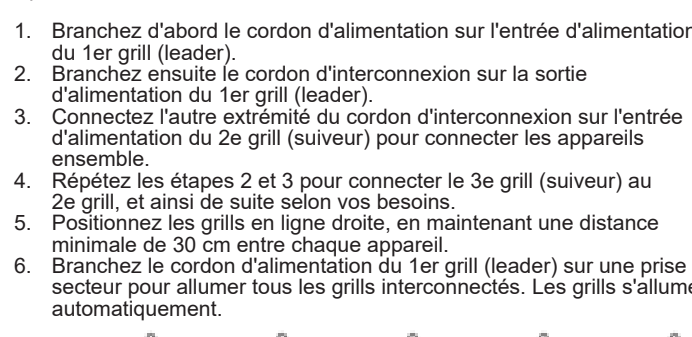 1. Branchez d'abord le cordon d'alimentation sur l'entrée d'alimentation
du 1er grill (leader).
2. Branchez ensuite le cordon d'interconnexion sur la sortie
d'alimentation du 1er grill (leader).
3. Connectez l'autre extrémité du cordon d'interconnexion sur l'entrée
d'alimentation du 2e grill (suiveur) pour connecter les appareils
ensemble.
4. Répétez les étapes 2 et 3 pour connecter le 3e grill (suiveur) au
2e grill, et ainsi de suite selon vos besoins.
5. Positionnez les grills en ligne droite, en maintenant une distance
minimale de 30 cm entre chaque appareil.
6. Branchez le cordon d'alimentation du 1er grill (leader) sur une prise
secteur pour allumer tous les grills interconnectés. Les grills s'allume
automatiquement.